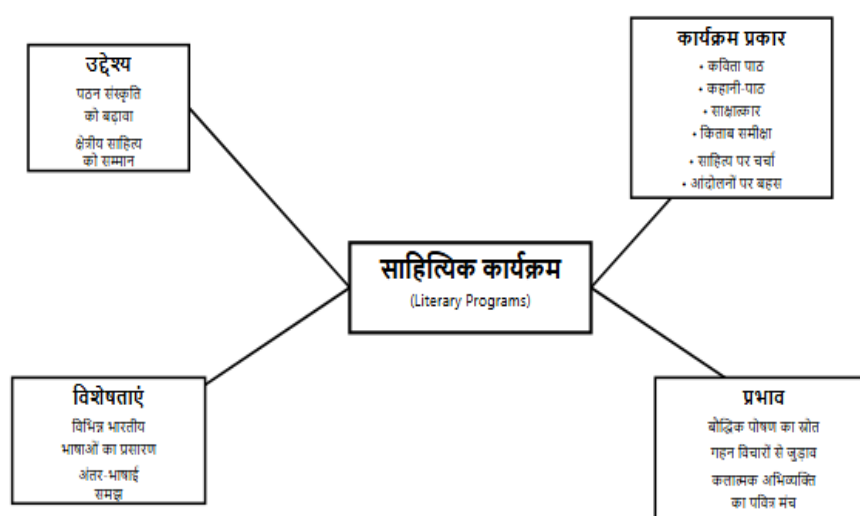 उद्देश्य
पठन संस्कृति
को बढ़ावा
क्षेत्रीय साहित्य
को सम्मान
कार्यक्रम प्रकार
• कविता पाठ
• कहानी-पाठ
• साक्षात्कार
• किताब समीक्षा
• साहित्य पर चर्चा
• आंदोलनों पर बहस
साहित्यिक कार्यक्रम
(Literary Programs)
विशेषताएं
विभिन्न भारतीय
भाषाओं का प्रसारण
अंतर-भाषाई
समझ
प्रभाव
बौद्धिक पोषण का स्रोत
गहन विचारों से जुड़ाव
कलात्मक अभिव्यक्ति
का पवित्र मंच